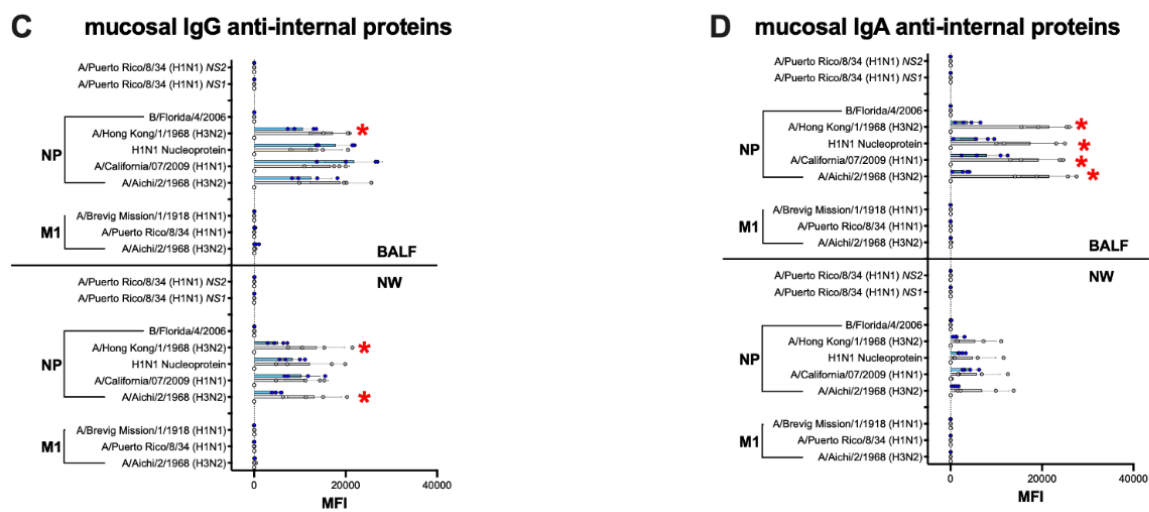 C mucosal IgG anti-internal proteins
A/Puerto Rico/8/34 (H1N1) NS2
A/Puerto Rico/8/34 (H1N1) NS1
B/Florida/4/2006
A/Hong Kong/1/1968 (H3N2)
*
NP
H1N1 Nucleoprotein
A/California/07/2009 (H1N1)
A/Aichi/2/1968 (H3N2)
A/Brevig Mission/1/1918 (H1N1)
M1
A/Puerto Rico/8/34 (H1N1)
A/Aichi/2/1968 (H3N2)
BALF
NW
A/Puerto Rico/8/34 (H1N1) NS2
A/Puerto Rico/8/34 (H1N1) NS1
B/Florida/4/2006
A/Hong Kong/1/1968 (H3N2)
*
NP
H1N1 Nucleoprotein
A/California/07/2009 (H1N1)
A/Aichi/2/1968 (H3N2)
*
A/Brevig Mission/1/1918 (H1N1)
M1
A/Puerto Rico/8/34 (H1N1)
A/Aichi/2/1968 (H3N2)
0 20000 40000
MFI
D mucosal IgA anti-internal proteins
A/Puerto Rico/8/34 (H1N1) NS2
A/Puerto Rico/8/34 (H1N1) NS1
B/Florida/4/2006
A/Hong Kong/1/1968 (H3N2)
*
NP
H1N1 Nucleoprotein
*
A/California/07/2009 (H1N1)
*
A/Aichi/2/1968 (H3N2)
*
A/Brevig Mission/1/1918 (H1N1)
M1
A/Puerto Rico/8/34 (H1N1)
A/Aichi/2/1968 (H3N2)
BALF
NW
A/Puerto Rico/8/34 (H1N1) NS2
A/Puerto Rico/8/34 (H1N1) NS1
B/Florida/4/2006
A/Hong Kong/1/1968 (H3N2)
NP
H1N1 Nucleoprotein
A/California/07/2009 (H1N1)
A/Aichi/2/1968 (H3N2)
A/Brevig Mission/1/1918 (H1N1)
M1
A/Puerto Rico/8/34 (H1N1)
A/Aichi/2/1968 (H3N2)
0 20000 40000
MFI